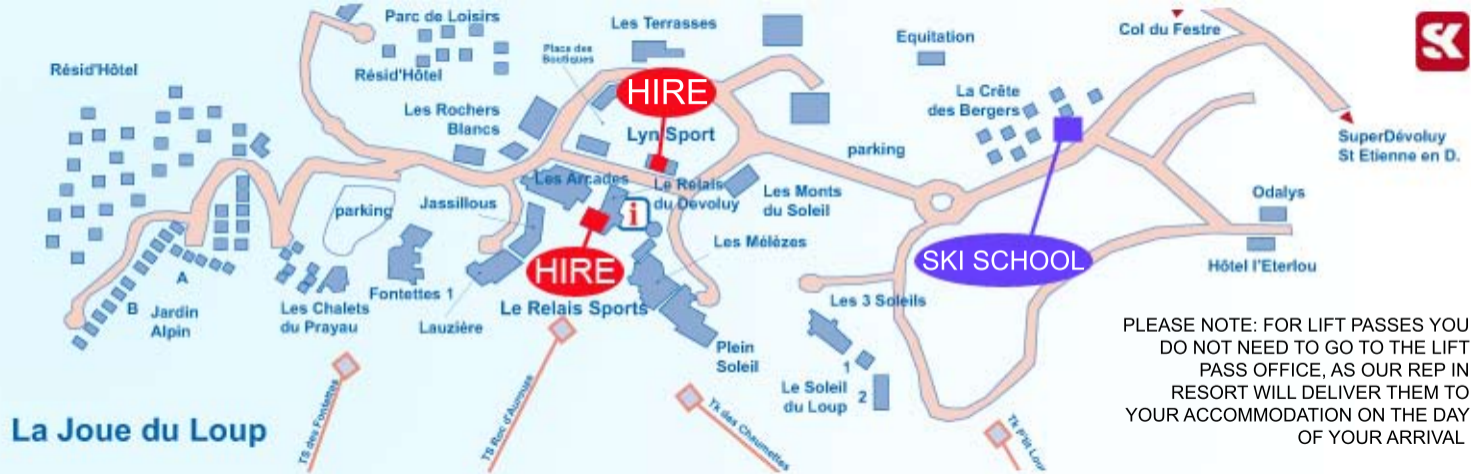 Parc de Loisirs
Les Terrasses
Col du Festre
SK
Place des
Boutiques
Equitation
Résid'Hôtel
Résid'Hôtel
HIRE
La Crête
des Bergers
Les Rochers
Blancs
Lyn Sport
SuperDévoluy
St Etienne en D.
parking
Les Arcades
Le Relais
du Dévoluy
Les Monts
du Soleil
Odalys
parking
Jassillous
i
Les Mélèzes
SKI SCHOOL
HIRE
Hôtel l'Eterlou
A
Fontettes 1
Les 3 Soleils
B
Jardin
Alpin
Les Chalets
du Prayau
Le Relais Sports
Lauzière
Plein
Soleil
1
Le Soleil
du Loup
2
PLEASE NOTE: FOR LIFT PASSES YOU
DO NOT NEED TO GO TO THE LIFT
PASS OFFICE, AS OUR REP IN
RESORT WILL DELIVER THEM TO
YOUR ACCOMMODATION ON THE DAY
OF YOUR ARRIVAL
La Joue du Loup
TS des Fontettes
TS Roc d'Aurouze
Tk des Chaumettes
Tk P'tit Lou